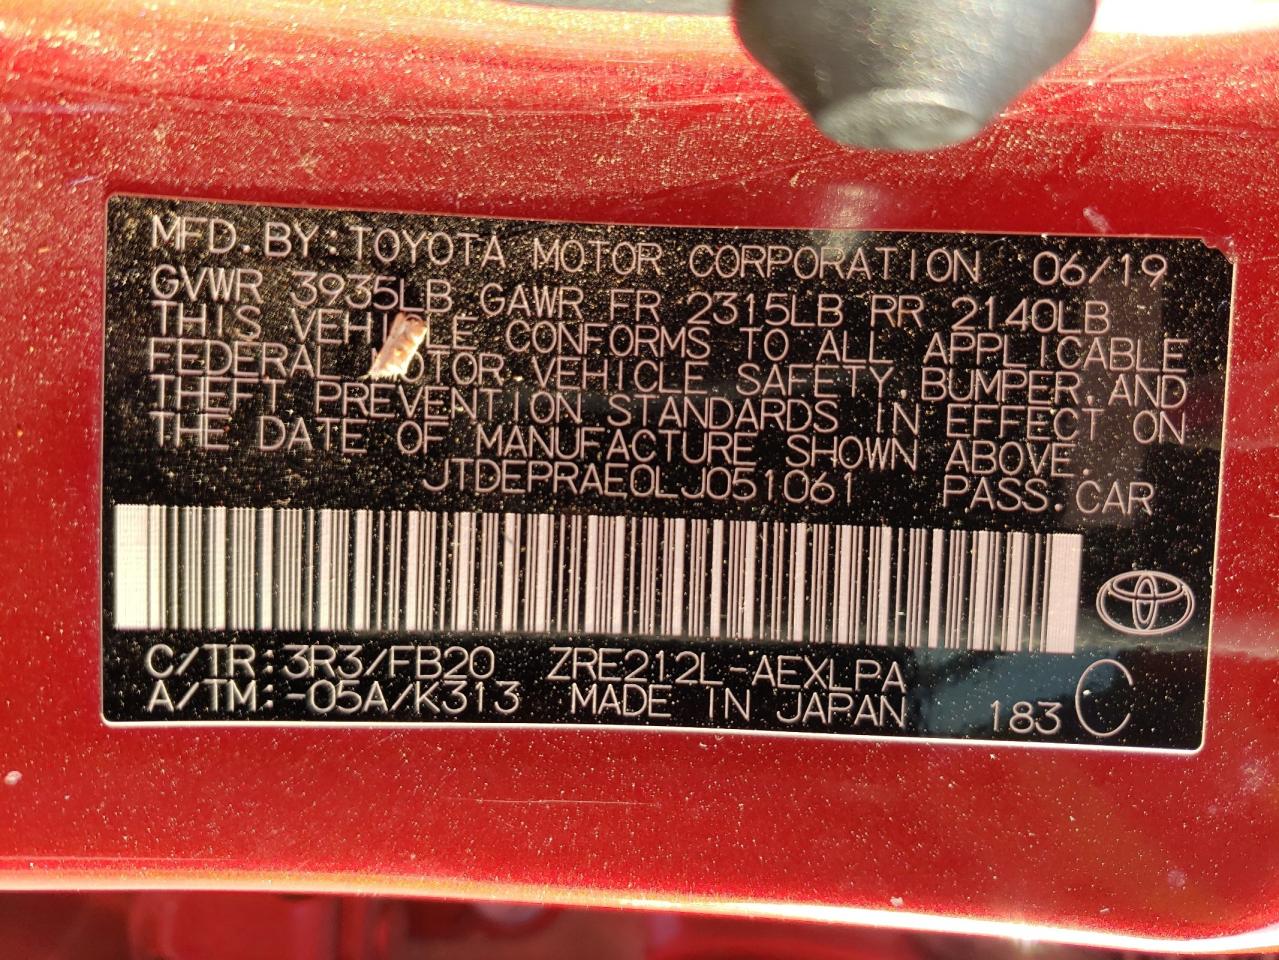 MFD.BY:TOYOTA MOTOR CORPORATION 06/19
GVWR 3935LB GAWR FR 2315LB RR 2140LB
THIS VEHICLE CONFORMS TO ALL APPLICABLE
FEDERAL MOTOR VEHICLE SAFETY,BUMPER,AND
THEFT PREVENTION STANDARDS IN EFFECT ON
THE DATE OF MANUFACTURE SHOWN ABOVE.
JTDEPRAE0LJ051061 PASS.CAR
C/TR:3R3/FB20 ZRE212L-AEXLPA
A/TM:-05A/K313 MADE IN JAPAN 183 C